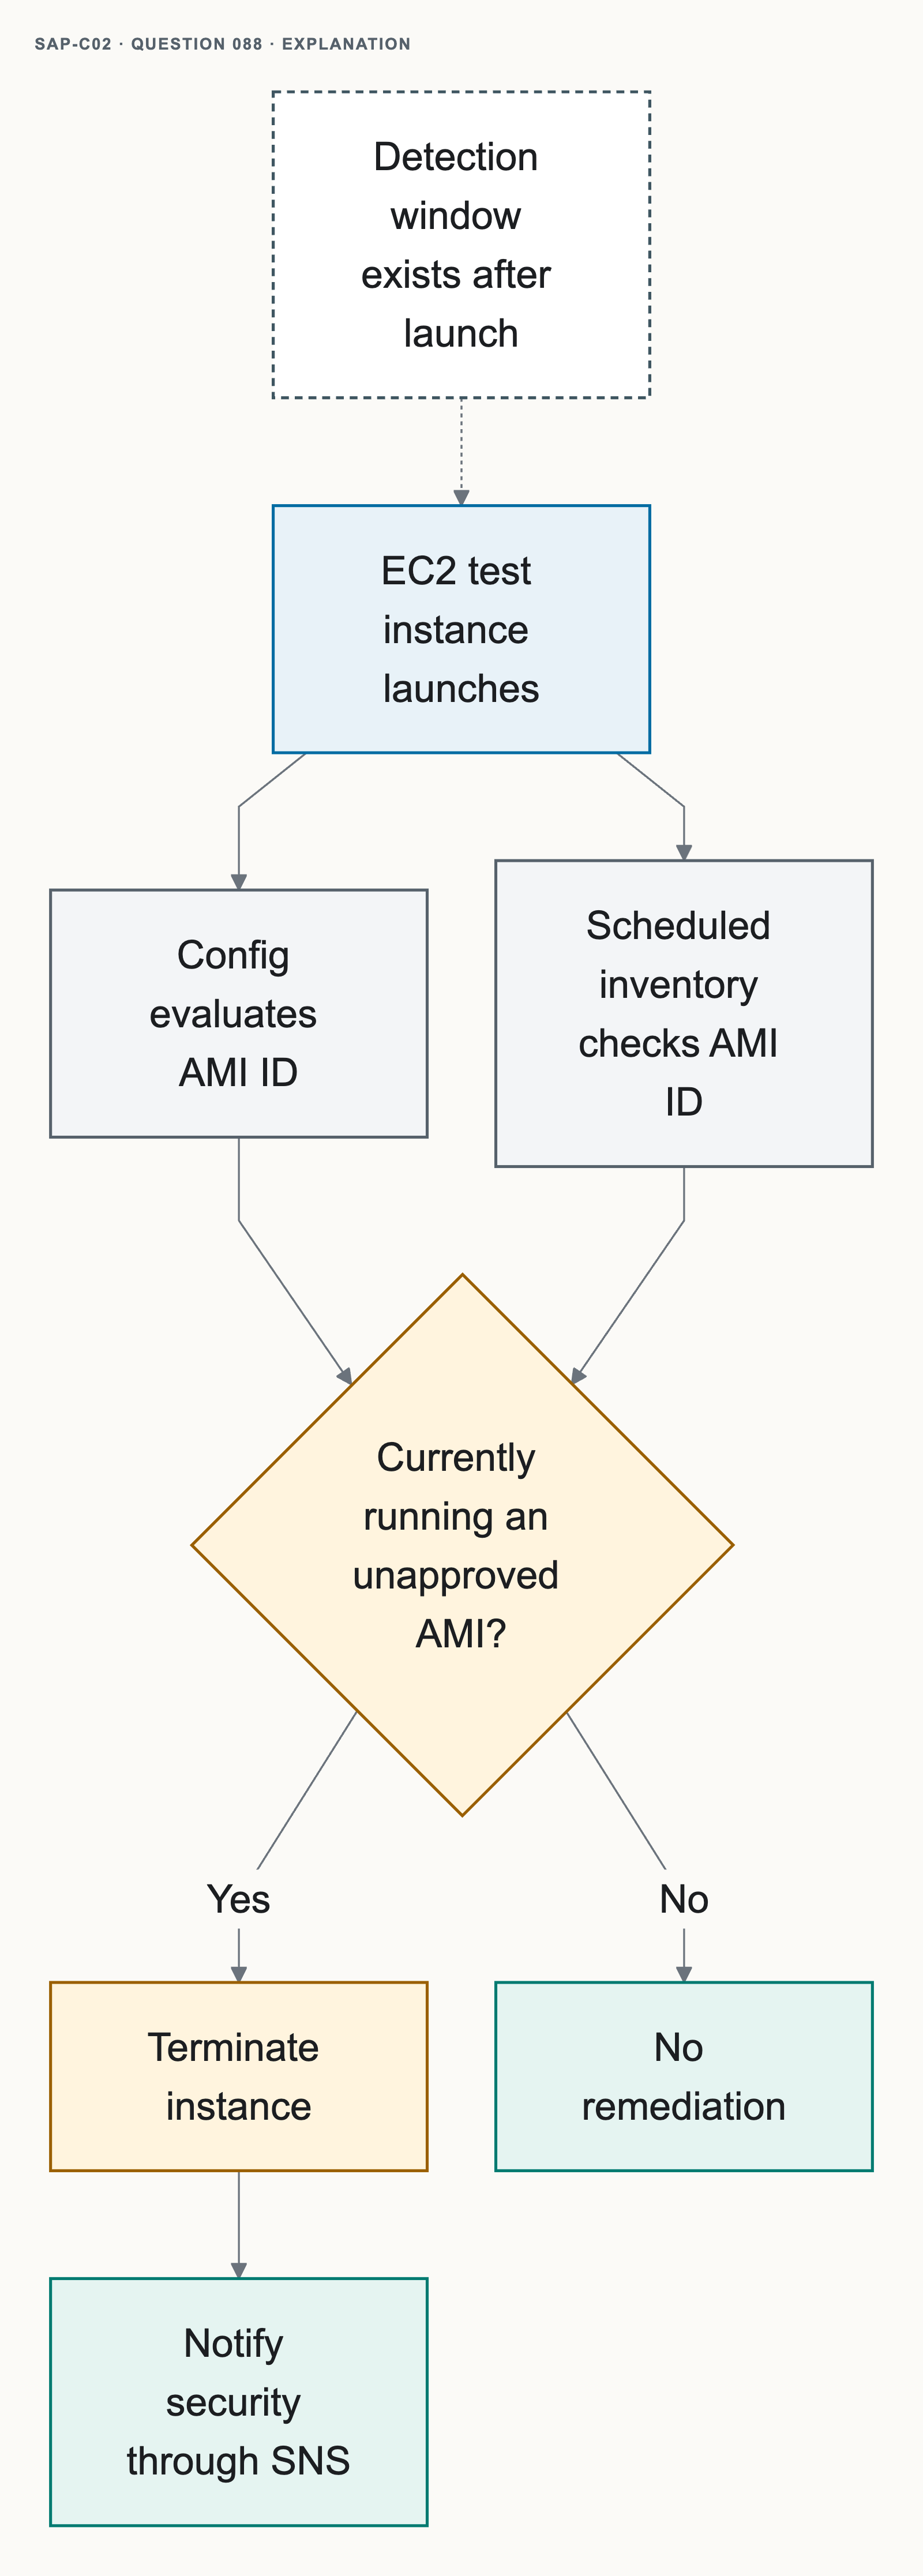 SAP-C02 · QUESTION 088 · EXPLANATION
Detection
window
exists after
launch
EC2 test
instance
launches
Config
evaluates
AMI ID
Scheduled
inventory
checks AMI
ID
Currently
running an
unapproved
AMI?
Yes
No
Terminate
instance
No
remediation
Notify
security
through SNS